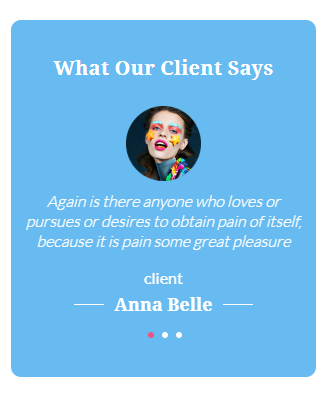 What Our Client Says
Again is there anyone who loves or
pursues or desires to obtain pain of itself,
because it is pain some great pleasure
client
Anna Belle